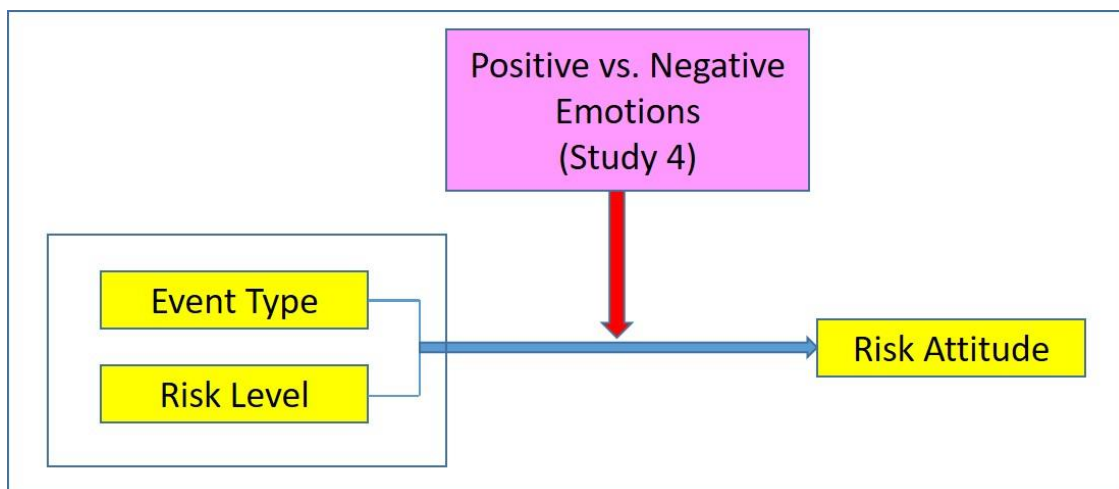 Positive vs. Negative
Emotions
(Study 4)
Event Type
Risk Level
Risk Attitude